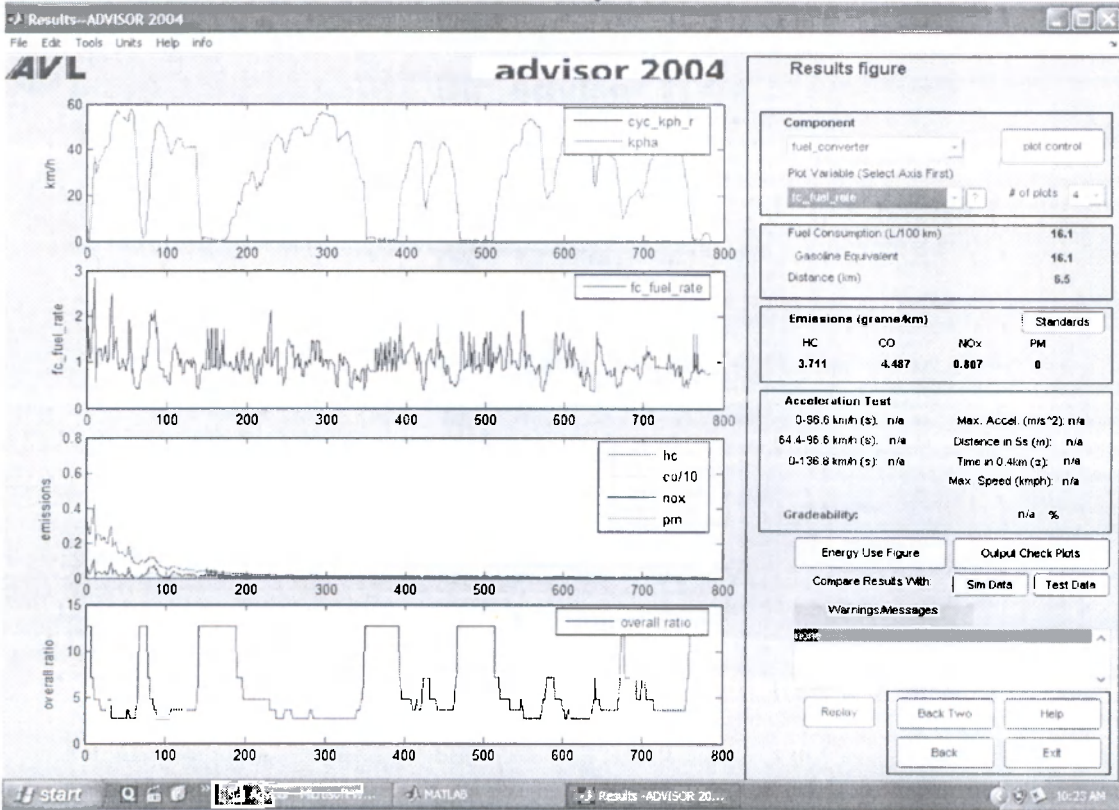 Results--ADVISOR 2004
File Edit Tools Units Help info
AVL
advisor 2004
60
40
20
0
km/h
cyc_kph_r
kpha
0 100 200 300 400 500 600 700 800
3
2
1
0
fc_fuel_rate
fc_fuel_rate
0 100 200 300 400 500 600 700 800
0.8
0.6
0.4
0.2
0
emissions
hc
co/10
nox
pm
0 100 200 300 400 500 600 700 800
15
10
5
0
overall ratio
overall ratio
0 100 200 300 400 500 600 700 800
Results figure
Component
fuel_converter
plot control
Plot Variable (Select Axis First)
fc_fuel_rate
?
# of plots 4
Fuel Consumption (L/100 km) 16.1
Gasoline Equivalent 16.1
Distance (km) 6.5
Emissions (grams/km) Standards
HC CO NOx PM
3.711 4.487 0.807 0
Acceleration Test
0-96.6 km/h (s): n/a Max. Accel. (m/s^2): n/a
64.4-96.6 km/h (s): n/a Distance in 5s (m): n/a
0-136.8 km/h (s): n/a Time in 0.4km (s): n/a
Max. Speed (kmph): n/a
Gradeability: n/a %
Energy Use Figure Output Check Plots
Compare Results With: Sim Data Test Data
Warnings/Messages
none
Replay Back Two Help
Back Exit
start
MATLAB
Results -ADVISOR 20...
10:23 AM